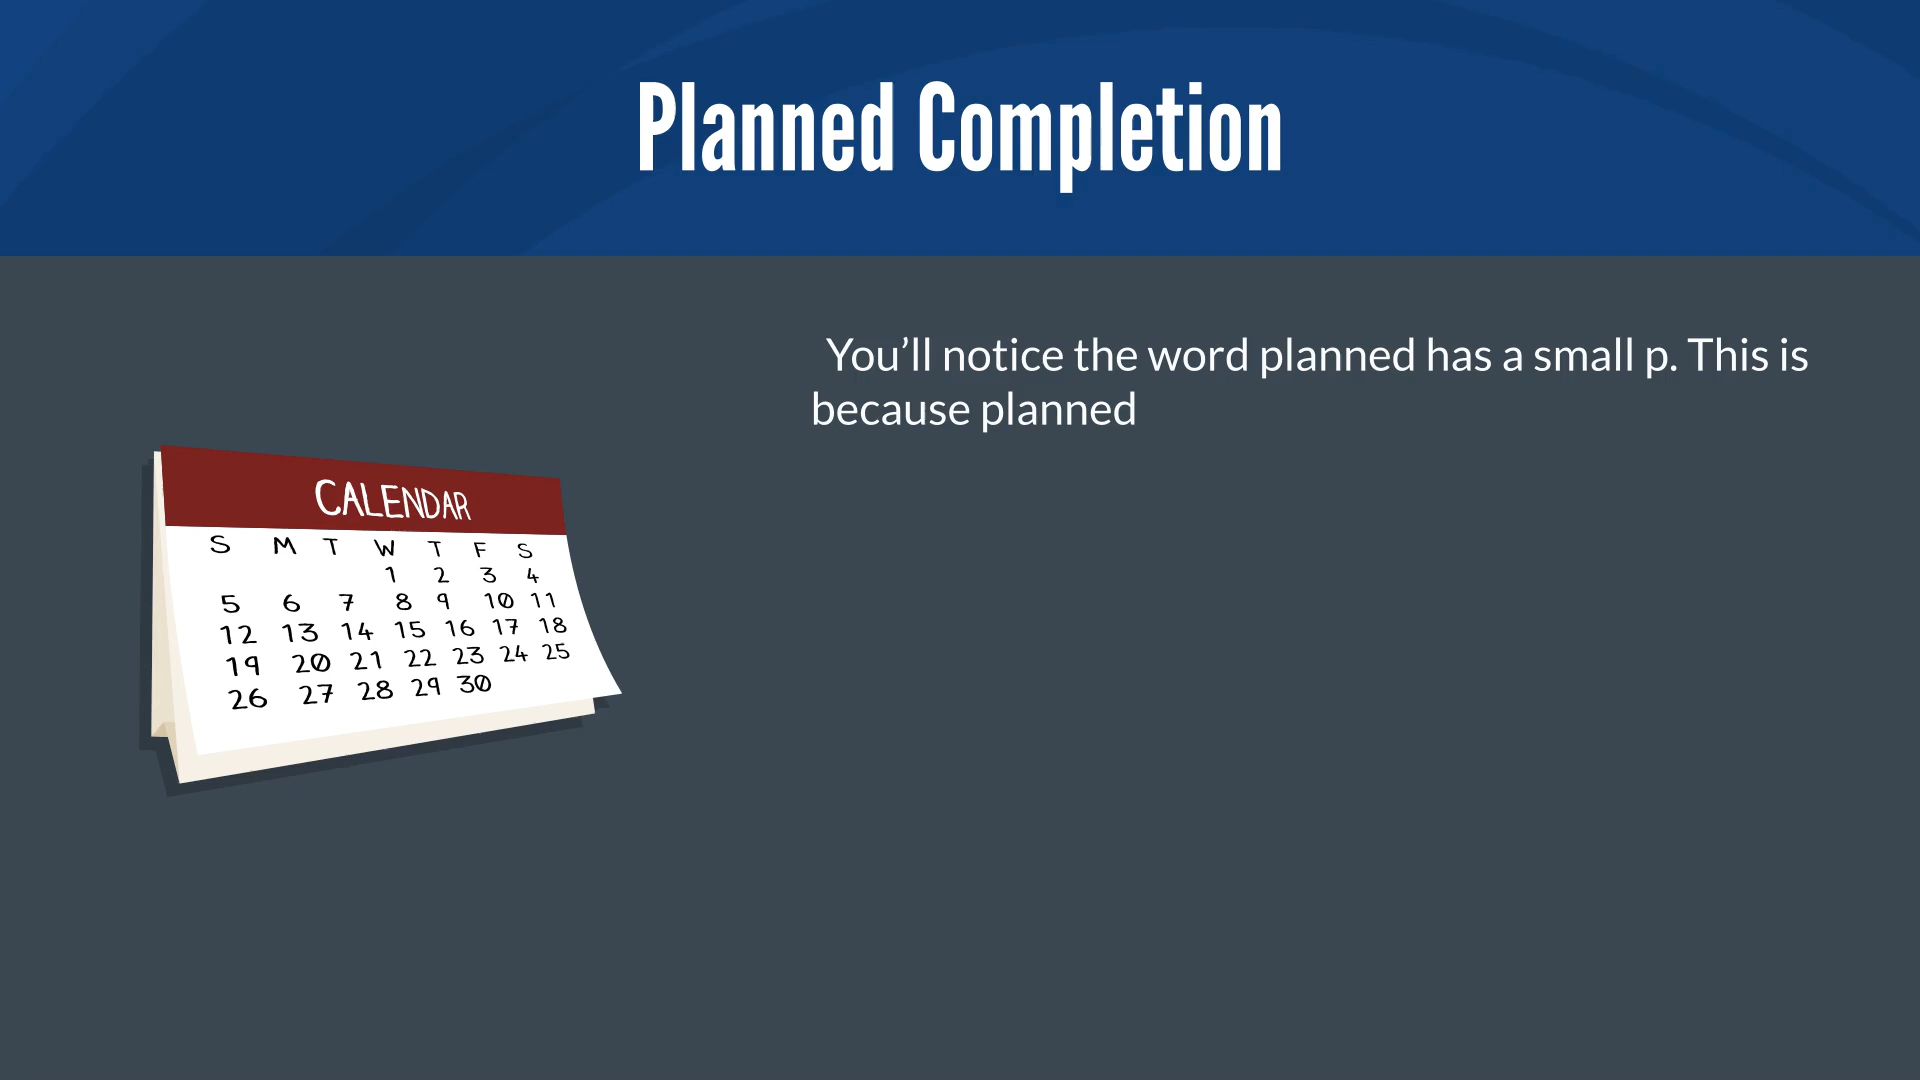 Planned Completion
You’ll notice the word planned has a small p. This is
because planned
CALENDAR
S M T W T F S
1 2 3 4
5 6 7 8 9 10 11
12 13 14 15 16 17 18
19 20 21 22 23 24 25
26 27 28 29 30